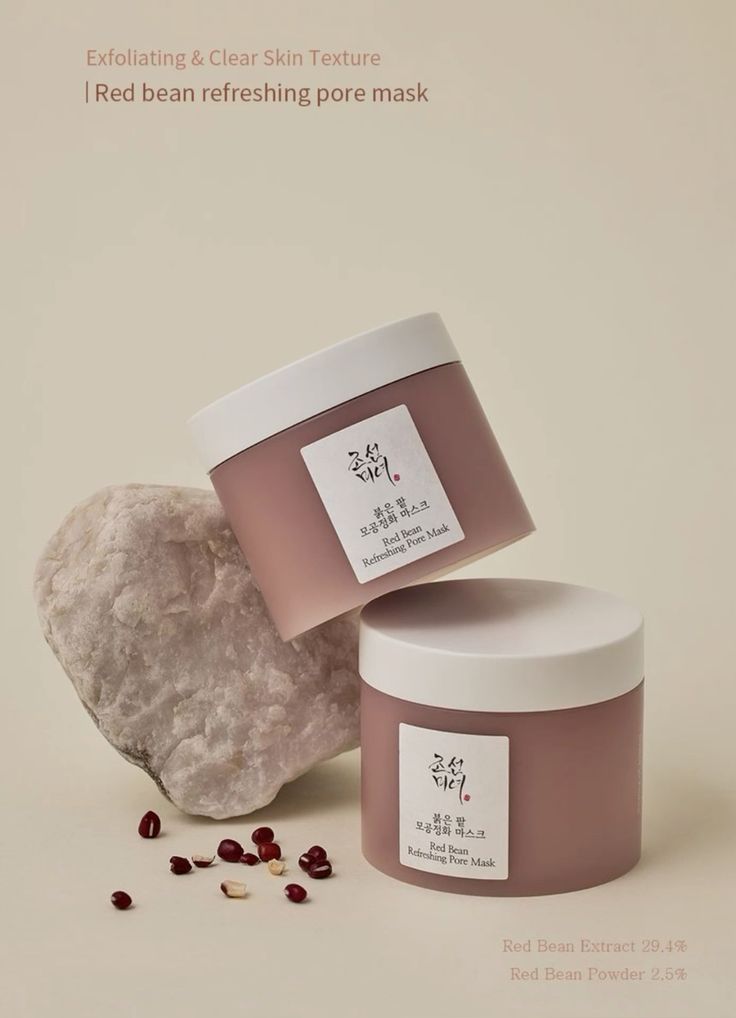 Exfoliating & Clear Skin Texture
Red bean refreshing pore mask
조선
미녀
붉은 팥
모공정화 마스크
Red Bean
Refreshing Pore Mask
조선
미녀
붉은 팥
모공정화 마스크
Red Bean
Refreshing Pore Mask
Red Bean Extract 29.4%
Red Bean Powder 2.5%